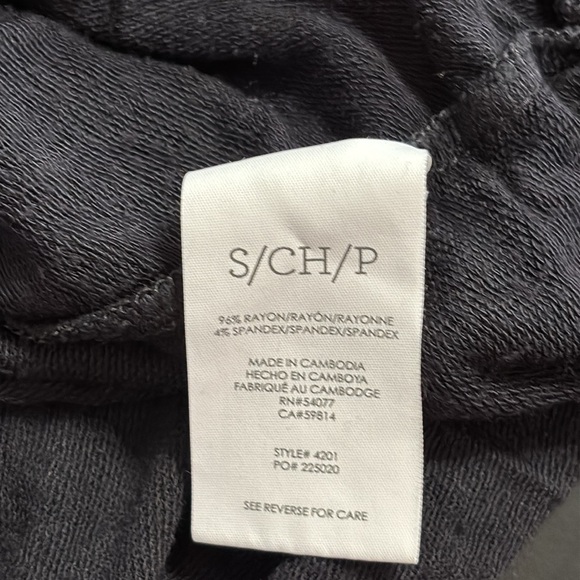 S/CH/P
96% RAYON/RAYÓN/RAYONNE
4% SPANDEX/SPANDEX/SPANDEX
MADE IN CAMBODIA
HECHO EN CAMBOYA
FABRIQUÉ AU CAMBODGE
RN#54077
CA#59814
STYLE# 4201
PO# 225020
SEE REVERSE FOR CARE